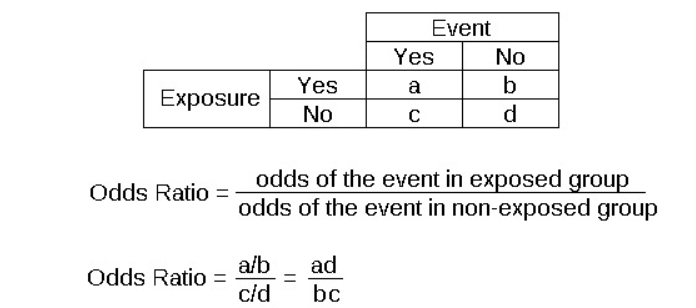 Event
Yes No
Exposure Yes a b
No c d
Odds Ratio = odds of the event in exposed group
odds of the event in non-exposed group
Odds Ratio = a/b = ad
c/d bc